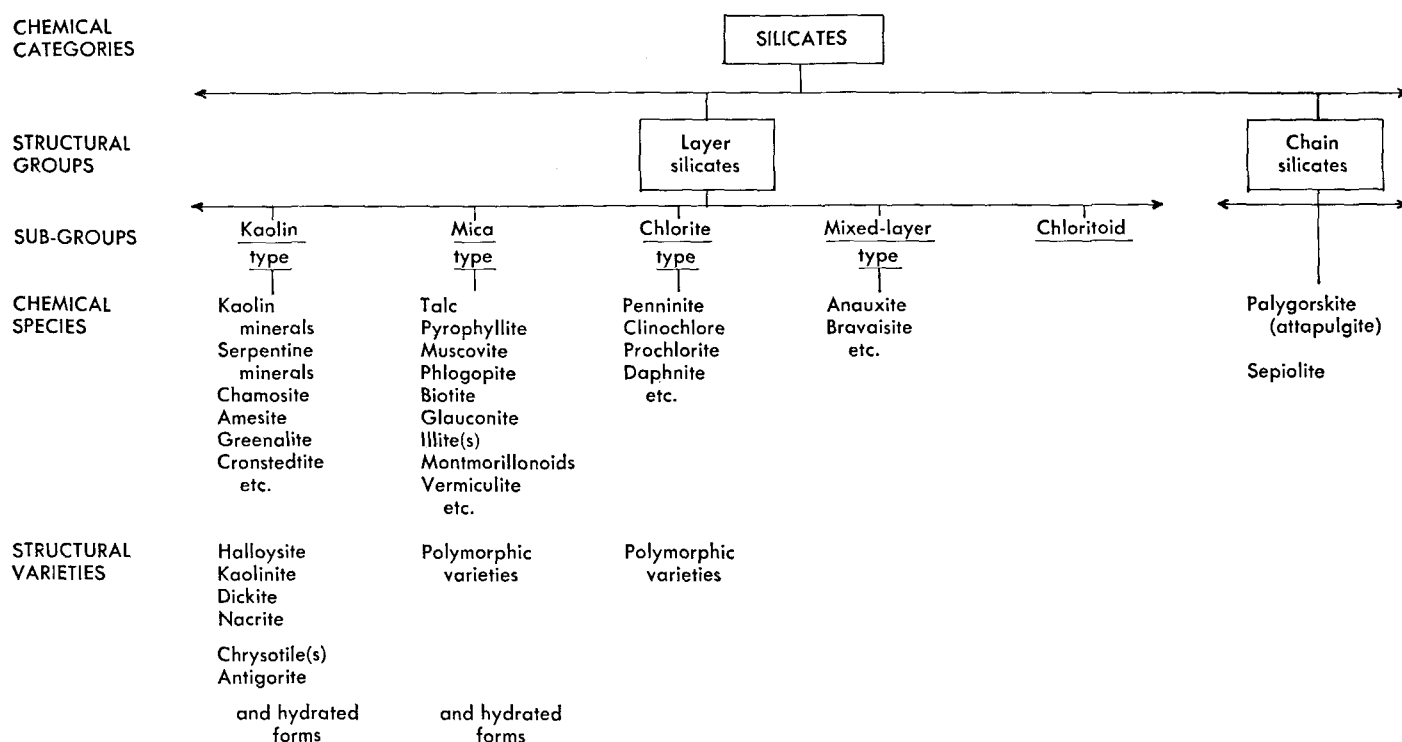 CHEMICAL
CATEGORIES
SILICATES
STRUCTURAL
GROUPS
Layer
silicates
Chain
silicates
SUB-GROUPS
Kaolin
type
Mica
type
Chlorite
type
Mixed-layer
type
Chloritoid
CHEMICAL
SPECIES
Kaolin
minerals
Serpentine
minerals
Chamosite
Amesite
Greenalite
Cronstedtite
etc.
Talc
Pyrophyllite
Muscovite
Phlogopite
Biotite
Glauconite
Illite(s)
Montmorillonoids
Vermiculite
etc.
Penninite
Clinochlore
Prochlorite
Daphnite
etc.
Anauxite
Bravaisite
etc.
Palygorskite
(attapulgite)
Sepiolite
STRUCTURAL
VARIETIES
Halloysite
Kaolinite
Dickite
Nacrite
Chrysotile(s)
Antigorite
and hydrated
forms
Polymorphic
varieties
and hydrated
forms
Polymorphic
varieties